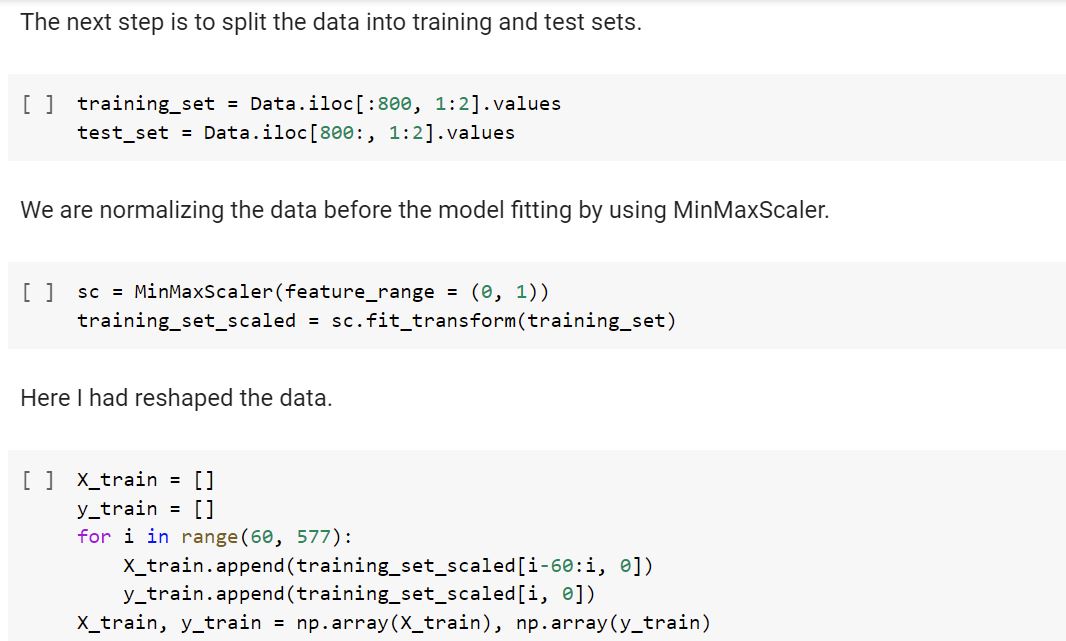 The next step is to split the data into training and test sets.
[ ] training_set = Data.iloc[:800, 1:2].values
test_set = Data.iloc[800:, 1:2].values
We are normalizing the data before the model fitting by using MinMaxScaler.
[ ] sc = MinMaxScaler(feature_range = (0, 1))
training_set_scaled = sc.fit_transform(training_set)
Here I had reshaped the data.
[ ] X_train = []
y_train = []
for i in range(60, 577):
    X_train.append(training_set_scaled[i-60:i, 0])
    y_train.append(training_set_scaled[i, 0])
X_train, y_train = np.array(X_train), np.array(y_train)